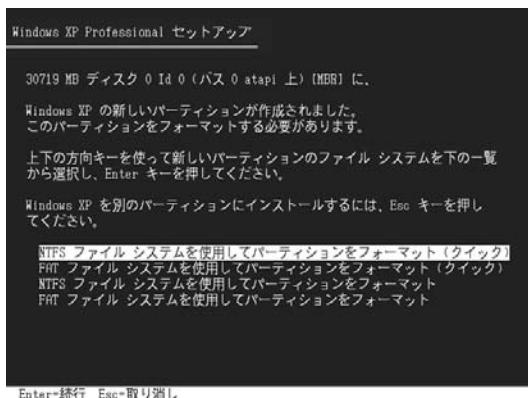 Windows XP Professional セットアップ
30719 MB ディスク 0 Id 0 (バス 0 atapi 上) [MBR] に、
Windows XP の新しいパーティションが作成されました。
このパーティションをフォーマットする必要があります。
上下の方向キーを使って新しいパーティションのファイル システムを下の一覧
から選択し、Enter キーを押してください。
Windows XP を別のパーティションにインストールするには、Esc キーを押し
てください。
NTFS ファイル システムを使用してパーティションをフォーマット (クイック)
FAT ファイル システムを使用してパーティションをフォーマット (クイック)
NTFS ファイル システムを使用してパーティションをフォーマット
FAT ファイル システムを使用してパーティションをフォーマット
Enter=続行 Esc=取り消し